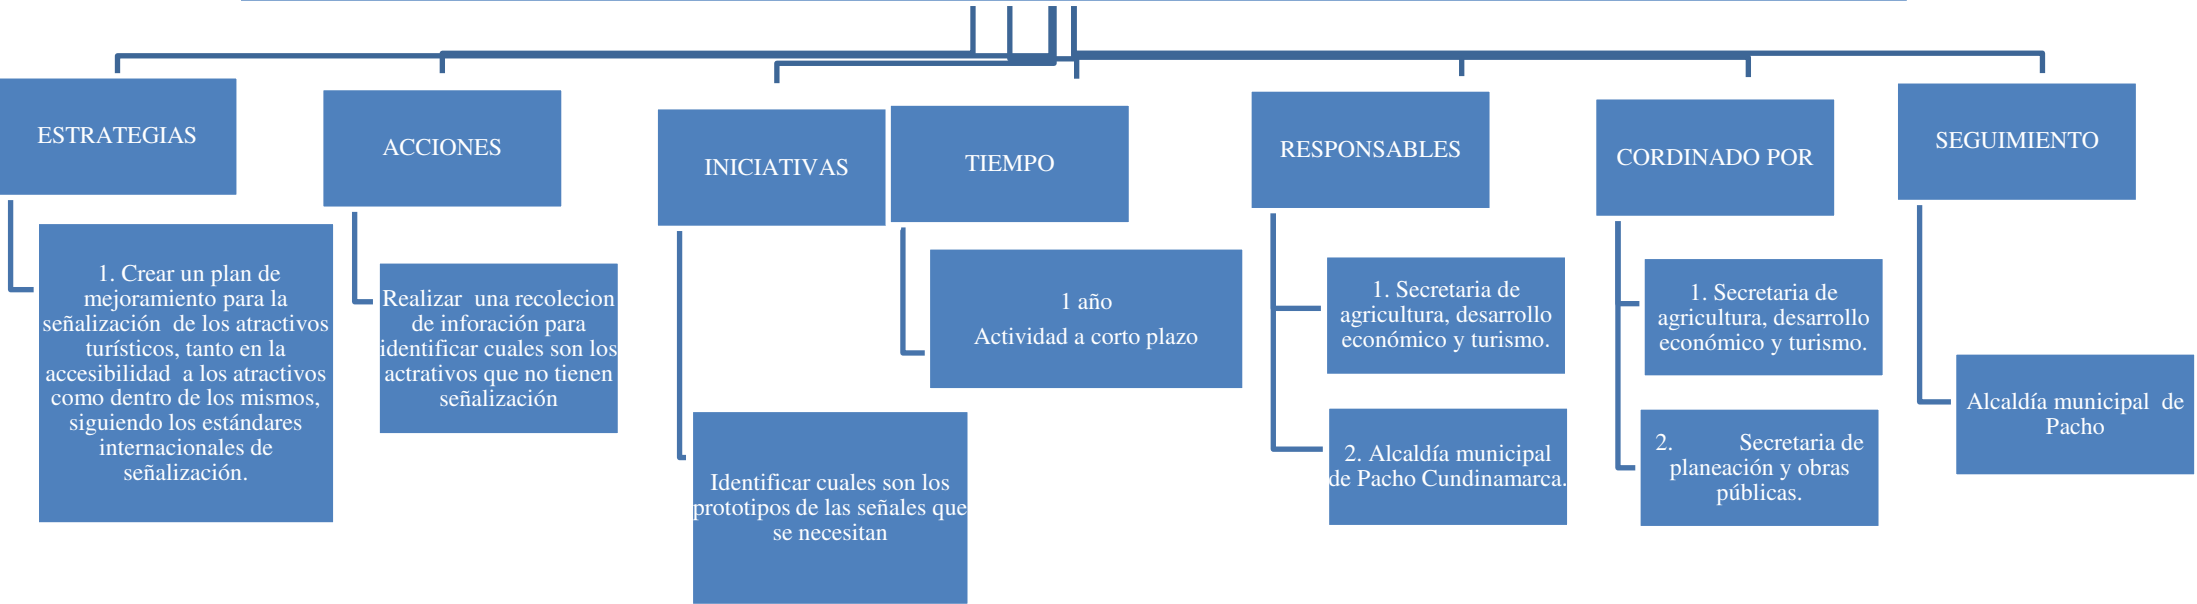 ESTRATEGIAS
1. Crear un plan de
mejoramiento para la
señalización de los atractivos
turísticos, tanto en la
accesibilidad a los atractivos
como dentro de los mismos,
siguiendo los estándares
internacionales de
señalización.
ACCIONES
Realizar una recolecion
de inforación para
identificar cuales son los
actrativos que no tienen
señalización
INICIATIVAS
Identificar cuales son los
prototipos de las señales que
se necesitan
TIEMPO
1 año
Actividad a corto plazo
RESPONSABLES
1. Secretaria de
agricultura, desarrollo
económico y turismo.
2. Alcaldía municipal
de Pacho Cundinamarca.
CORDINADO POR
1. Secretaria de
agricultura, desarrollo
económico y turismo.
2. Secretaria de
planeación y obras
públicas.
SEGUIMIENTO
Alcaldía municipal de
Pacho